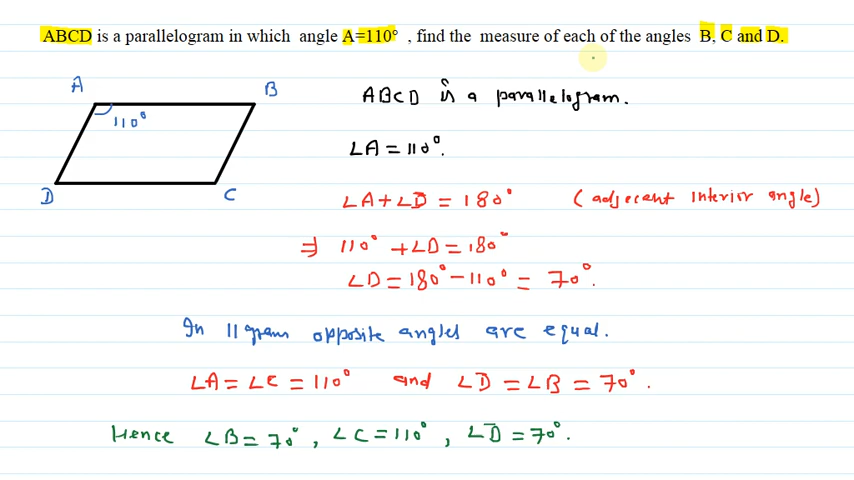 ABCD is a parallelogram in which angle A=110° , find the measure of each of the angles B, C and D.
A B
110°
D C
ABCD is a parallelogram.
∠A = 110°.
∠A + ∠D = 180° (adjecant interior angle)
⇒ 110° + ∠D = 180°
∠D = 180° − 110° = 70°.
In ||gram opposite angles are equal.
∠A = ∠C = 110° and ∠D = ∠B = 70°.
Hence ∠B = 70°, ∠C = 110°, ∠D = 70°.